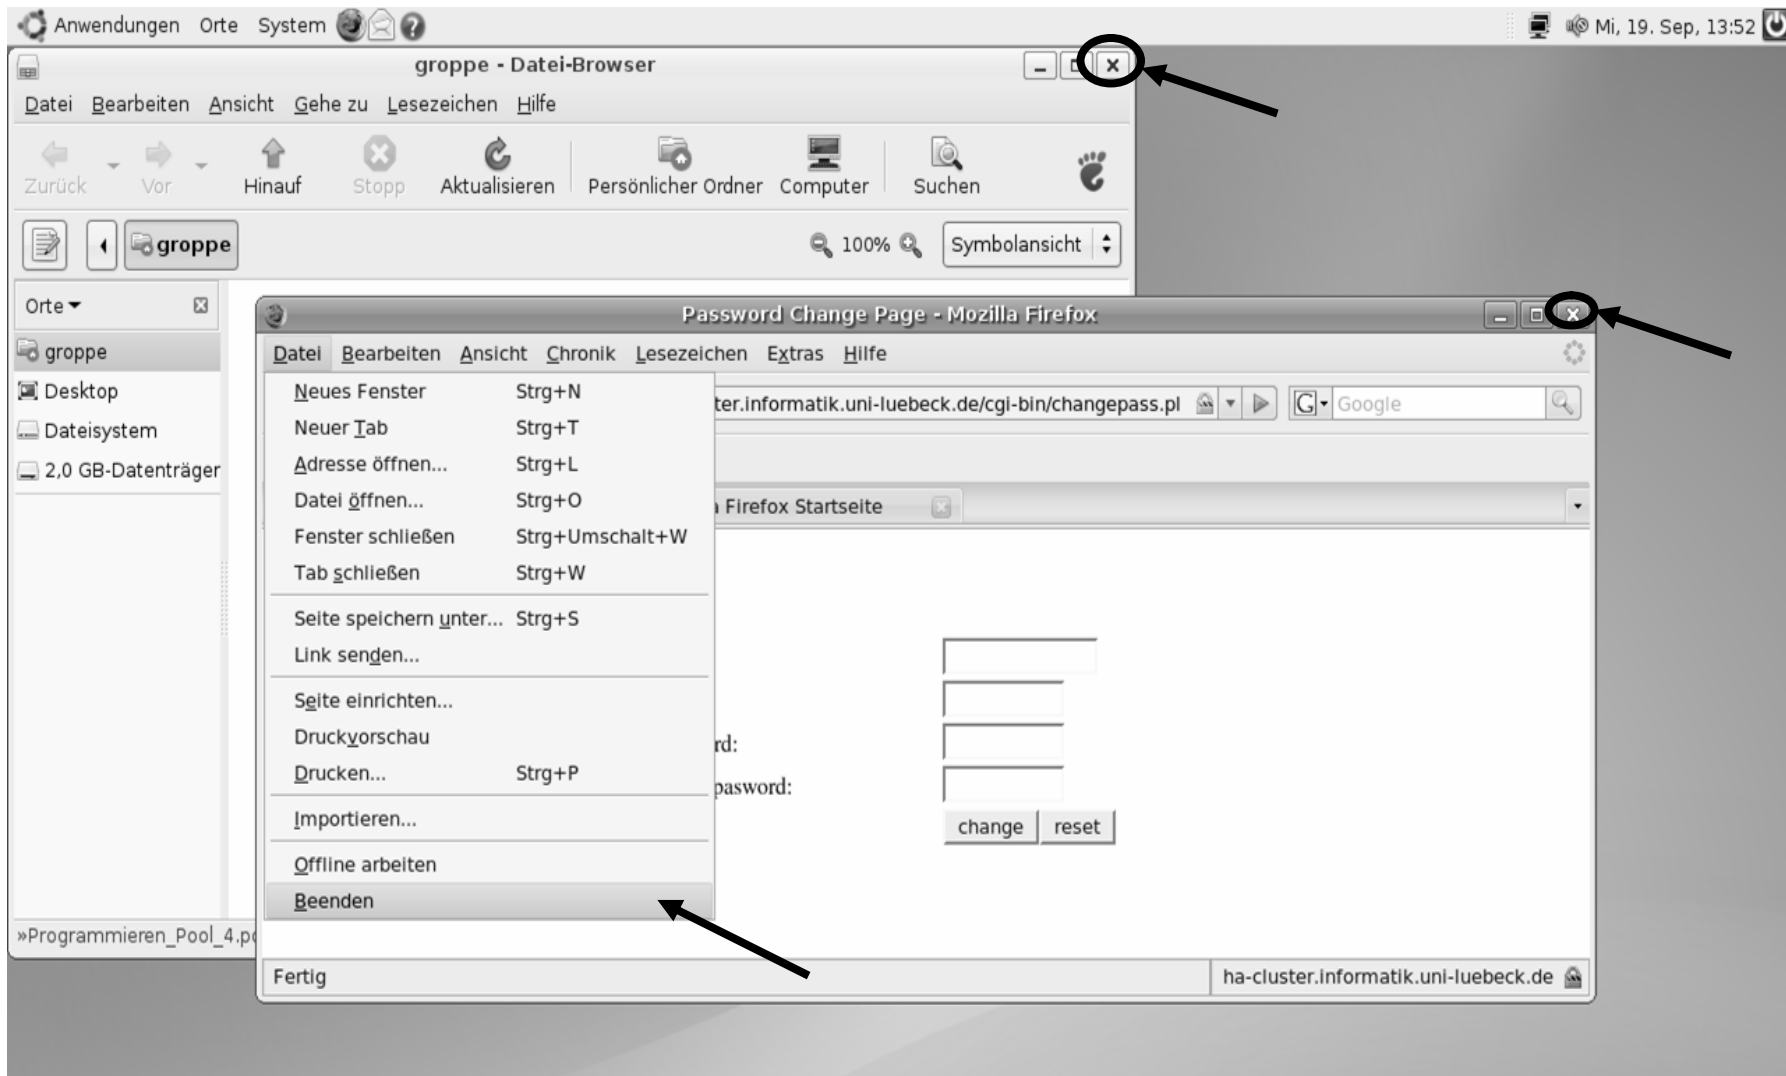 Anwendungen Orte System Mi, 19. Sep, 13:52
groppe - Datei-Browser
Datei Bearbeiten Ansicht Gehe zu Lesezeichen Hilfe
Zurück Vor Hinauf Stopp Aktualisieren Persönlicher Ordner Computer Suchen
groppe 100% Symbolansicht
Orte
groppe
Desktop
Dateisystem
2,0 GB-Datenträger
»Programmieren_Pool_4.p
Password Change Page - Mozilla Firefox
Datei Bearbeiten Ansicht Chronik Lesezeichen Extras Hilfe
ter.informatik.uni-luebeck.de/cgi-bin/changepass.pl G Google
Firefox Startseite
Neues Fenster Strg+N
Neuer Tab Strg+T
Adresse öffnen... Strg+L
Datei öffnen... Strg+O
Fenster schließen Strg+Umschalt+W
Tab schließen Strg+W
Seite speichern unter... Strg+S
Link senden...
Seite einrichten...
Druckvorschau
Drucken... Strg+P
Importieren...
Offline arbeiten
Beenden
rd:
pasword:
change reset
Fertig ha-cluster.informatik.uni-luebeck.de